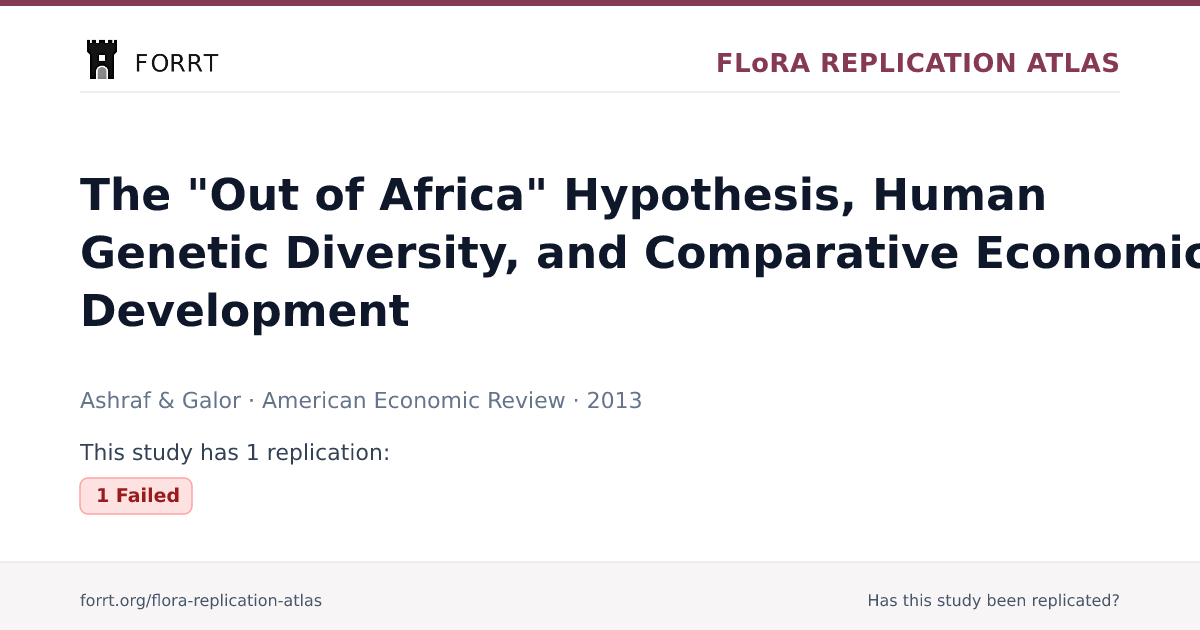 FORRT
FLoRA REPLICATION ATLAS
The "Out of Africa" Hypothesis, Human
Genetic Diversity, and Comparative Economic
Development
Ashraf & Galor · American Economic Review · 2013
This study has 1 replication:
1 Failed
forrt.org/flora-replication-atlas
Has this study been replicated?